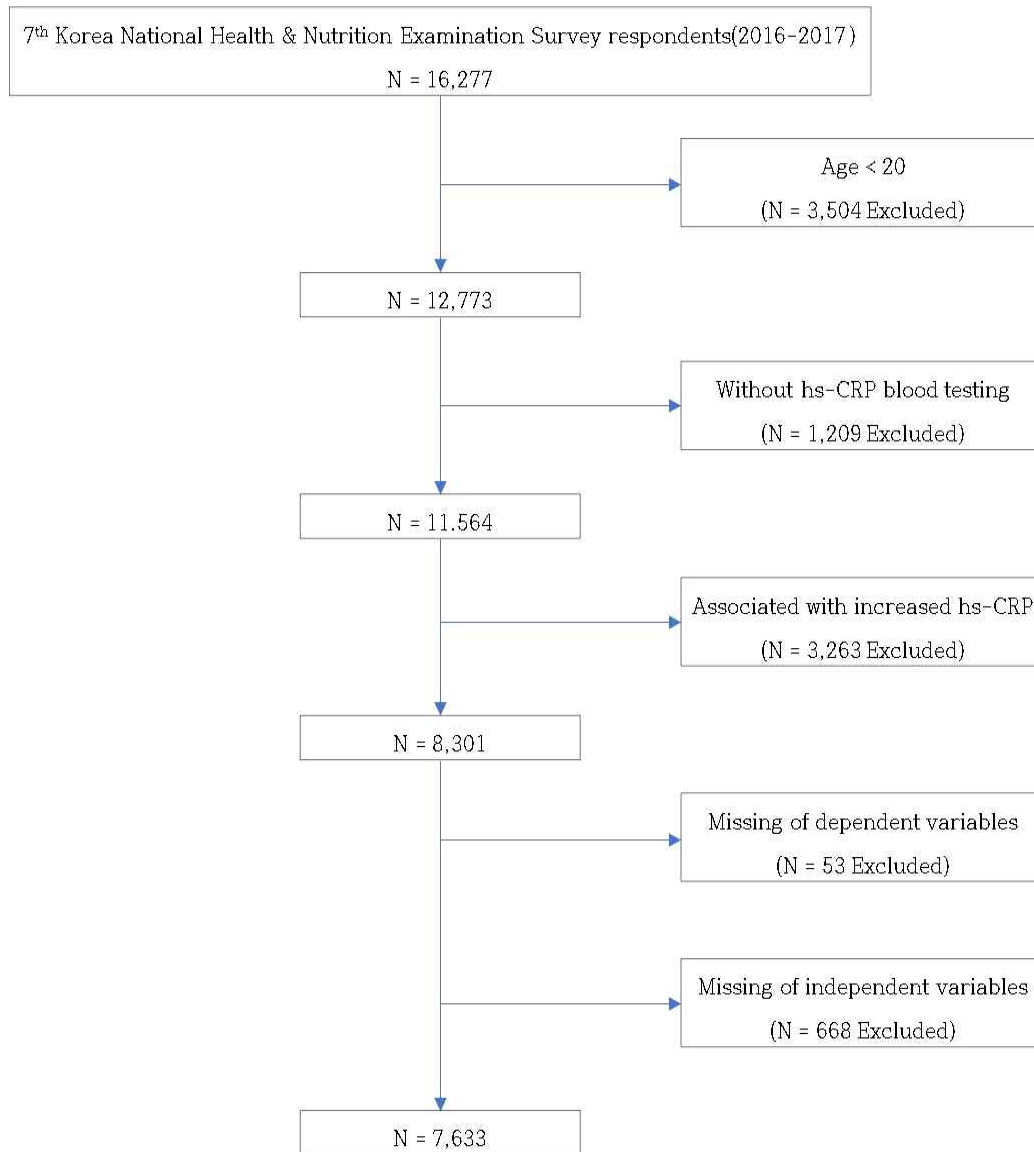 7th Korea National Health & Nutrition Examination Survey respondents(2016-2017)
N = 16,277
Age < 20
(N = 3,504 Excluded)
N = 12,773
Without hs-CRP blood testing
(N = 1,209 Excluded)
N = 11.564
Associated with increased hs-CRP
(N = 3,263 Excluded)
N = 8,301
Missing of dependent variables
(N = 53 Excluded)
Missing of independent variables
(N = 668 Excluded)
N = 7,633